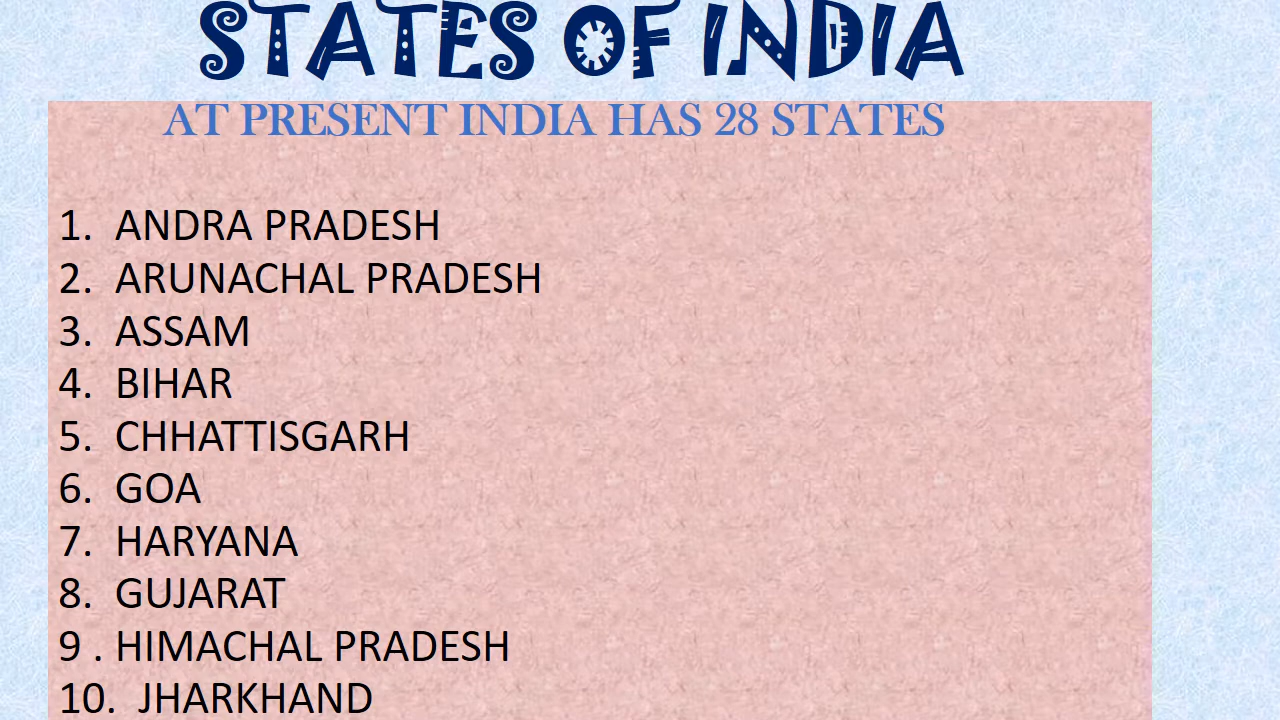 STATES OF INDIA
AT PRESENT INDIA HAS 28 STATES
1. ANDRA PRADESH
2. ARUNACHAL PRADESH
3. ASSAM
4. BIHAR
5. CHHATTISGARH
6. GOA
7. HARYANA
8. GUJARAT
9 . HIMACHAL PRADESH
10. JHARKHAND